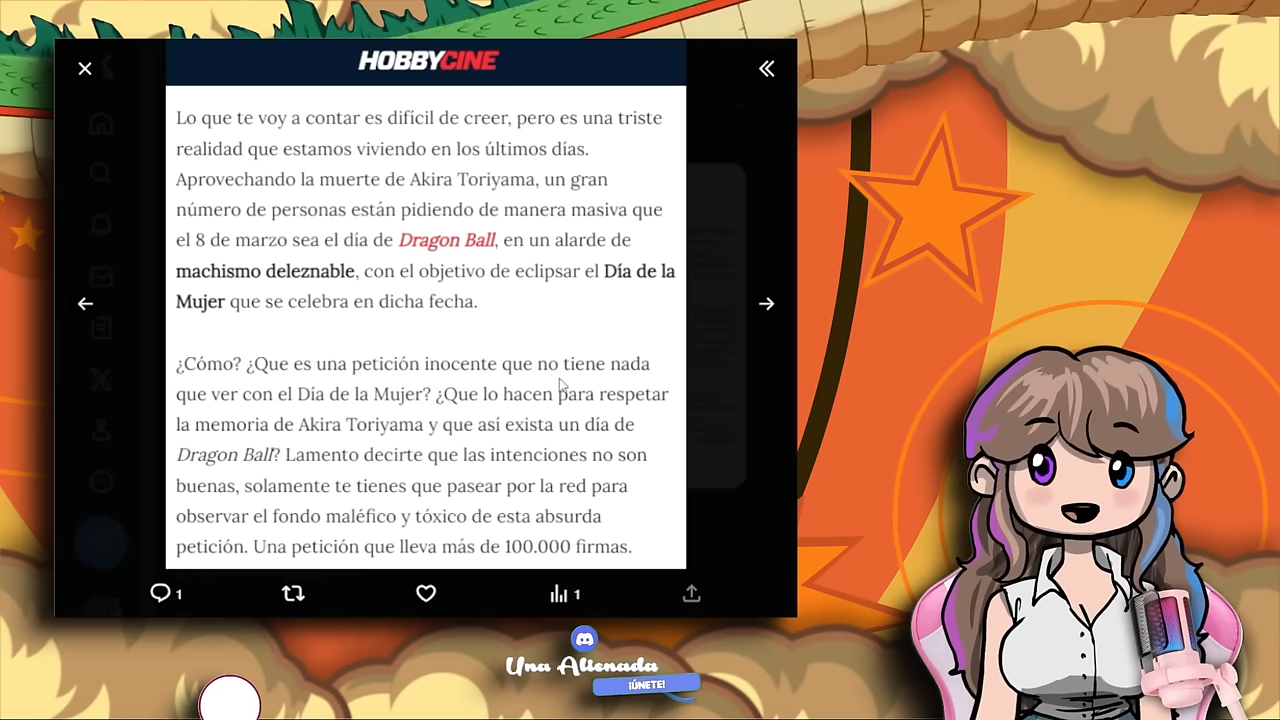 HOBBYCINE
Lo que te voy a contar es difícil de creer, pero es una triste
realidad que estamos viviendo en los últimos días.
Aprovechando la muerte de Akira Toriyama, un gran
número de personas están pidiendo de manera masiva que
el 8 de marzo sea el día de Dragon Ball, en un alarde de
machismo deleznable, con el objetivo de eclipsar el Día de la
Mujer que se celebra en dicha fecha.
¿Cómo? ¿Que es una petición inocente que no tiene nada
que ver con el Día de la Mujer? ¿Que lo hacen para respetar
la memoria de Akira Toriyama y que así exista un día de
Dragon Ball? Lamento decirte que las intenciones no son
buenas, solamente te tienes que pasear por la red para
observar el fondo maléfico y tóxico de esta absurda
petición. Una petición que lleva más de 100.000 firmas.
1
1
Una Alienada
¡ÚNETE!